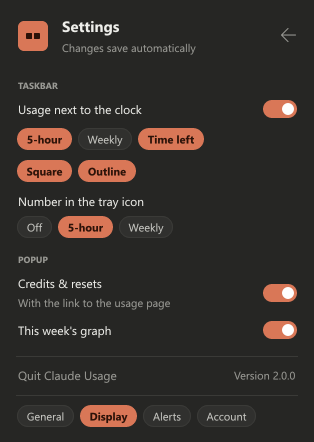 Settings
Changes save automatically
TASKBAR
Usage next to the clock
5-hour Weekly Time left
Square Outline
Number in the tray icon
Off 5-hour Weekly
POPUP
Credits & resets
With the link to the usage page
This week's graph
Quit Claude Usage Version 2.0.0
General Display Alerts Account